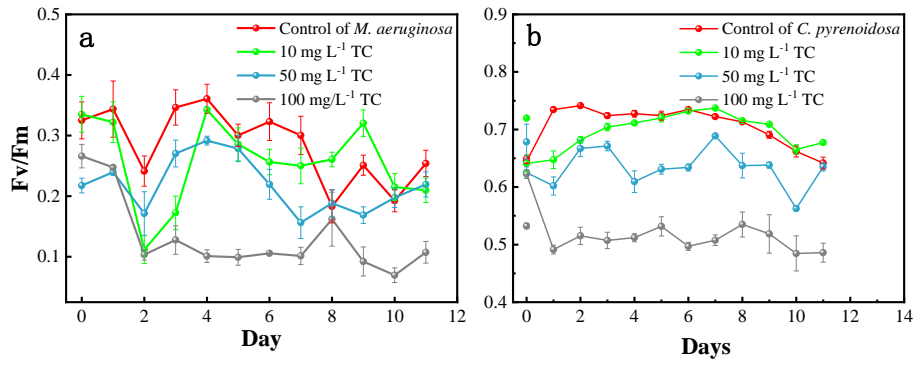 a
Control of M. aeruginosa
10 mg L⁻¹ TC
50 mg L⁻¹ TC
100 mg/L⁻¹ TC
Fv/Fm
0.5
0.4
0.3
0.2
0.1
0 2 4 6 8 10 12 14
Day
b
Control of C. pyrenoidosa
10 mg L⁻¹ TC
50 mg L⁻¹ TC
100 mg L⁻¹ TC
0.9
0.8
0.7
0.6
0.5
0.4
0 2 4 6 8 10 12 14
Days